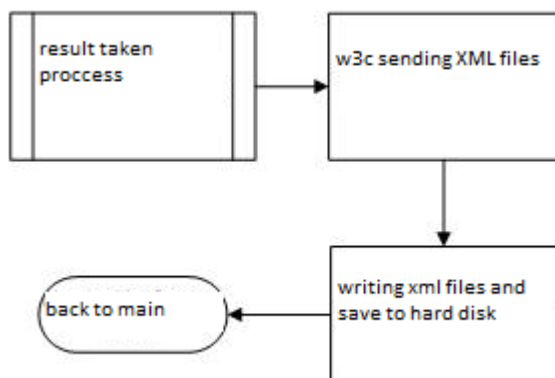 result taken
proccess
w3c sending XML files
writing xml files and
save to hard disk
back to main